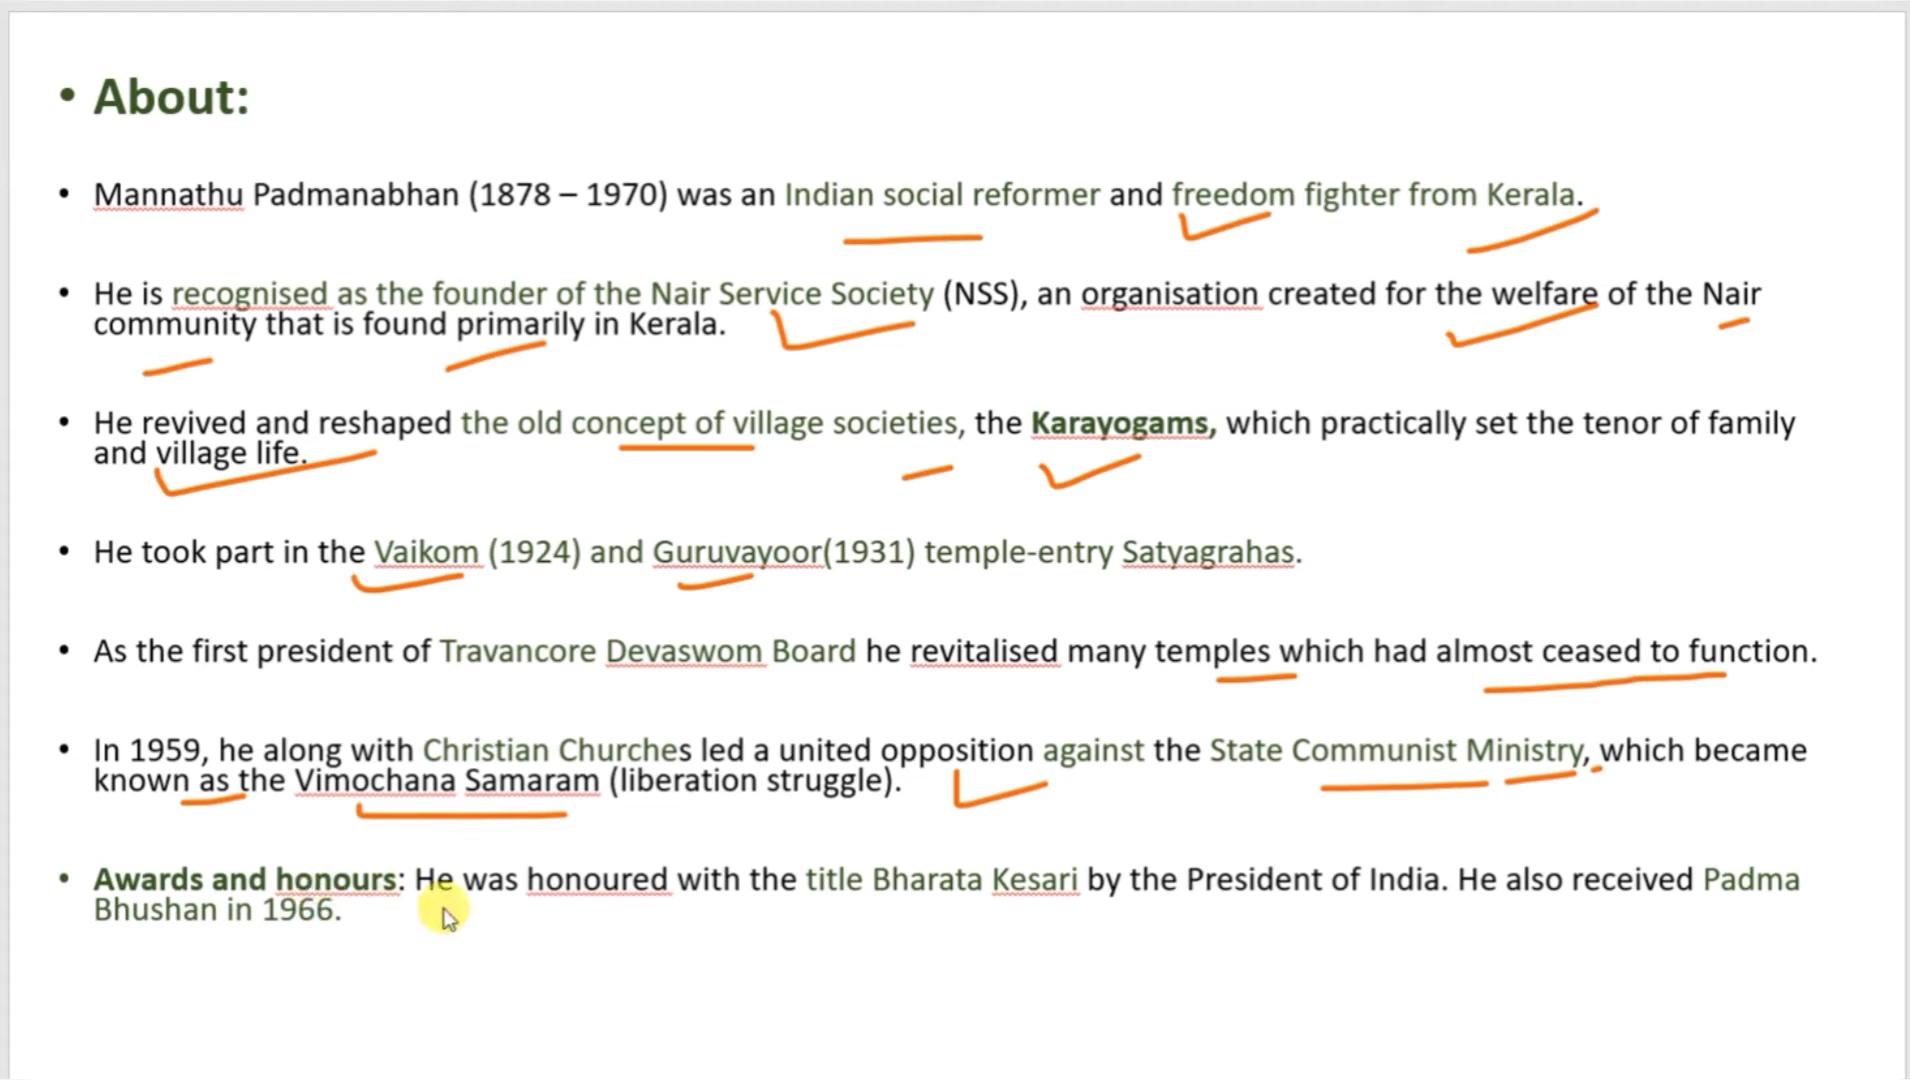 • About:
• Mannathu Padmanabhan (1878 – 1970) was an Indian social reformer and freedom fighter from Kerala.
• He is recognised as the founder of the Nair Service Society (NSS), an organisation created for the welfare of the Nair
community that is found primarily in Kerala.
• He revived and reshaped the old concept of village societies, the Karayogams, which practically set the tenor of family
and village life.
• He took part in the Vaikom (1924) and Guruvayoor(1931) temple-entry Satyagrahas.
• As the first president of Travancore Devaswom Board he revitalised many temples which had almost ceased to function.
• In 1959, he along with Christian Churches led a united opposition against the State Communist Ministry, which became
known as the Vimochana Samaram (liberation struggle).
• Awards and honours: He was honoured with the title Bharata Kesari by the President of India. He also received Padma
Bhushan in 1966.